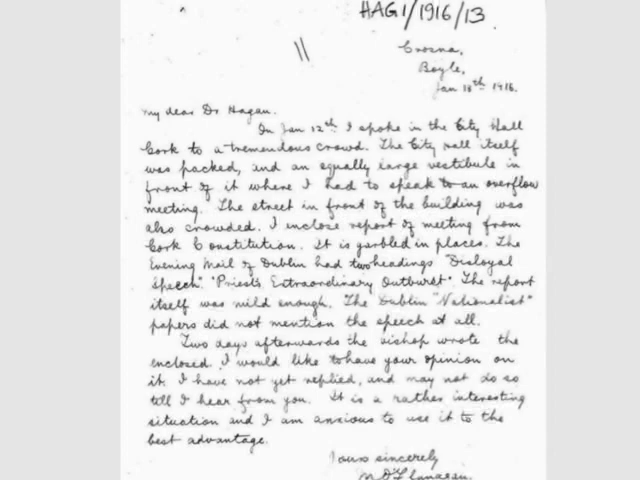 HAG1/1916/13
Crosna,
Boyle,
Jan 18th 1916.
My dear Dr Hagan.
On Jan 12th I spoke in the City Hall
Cork to a tremendous crowd. The City Hall itself
was packed, and an equally large vestibule in
front of it where I had to speak to an overflow
meeting. The street in front of the building was
also crowded. I enclose report of meeting from
Cork Constitution. It is garbled in places. The
Evening Mail of Dublin had two headings "Disloyal
Speech" "Priest's Extraordinary Outburst" The report
itself was mild enough. The Dublin "Nationalist"
papers did not mention the speech at all.
Two days afterwards the bishop wrote the
enclosed. I would like to have your opinion on
it. I have not yet replied, and may not do so
till I hear from you. It is a rather interesting
situation and I am anxious to use it to the
best advantage.
Yours sincerely
M. O'Flanagan.